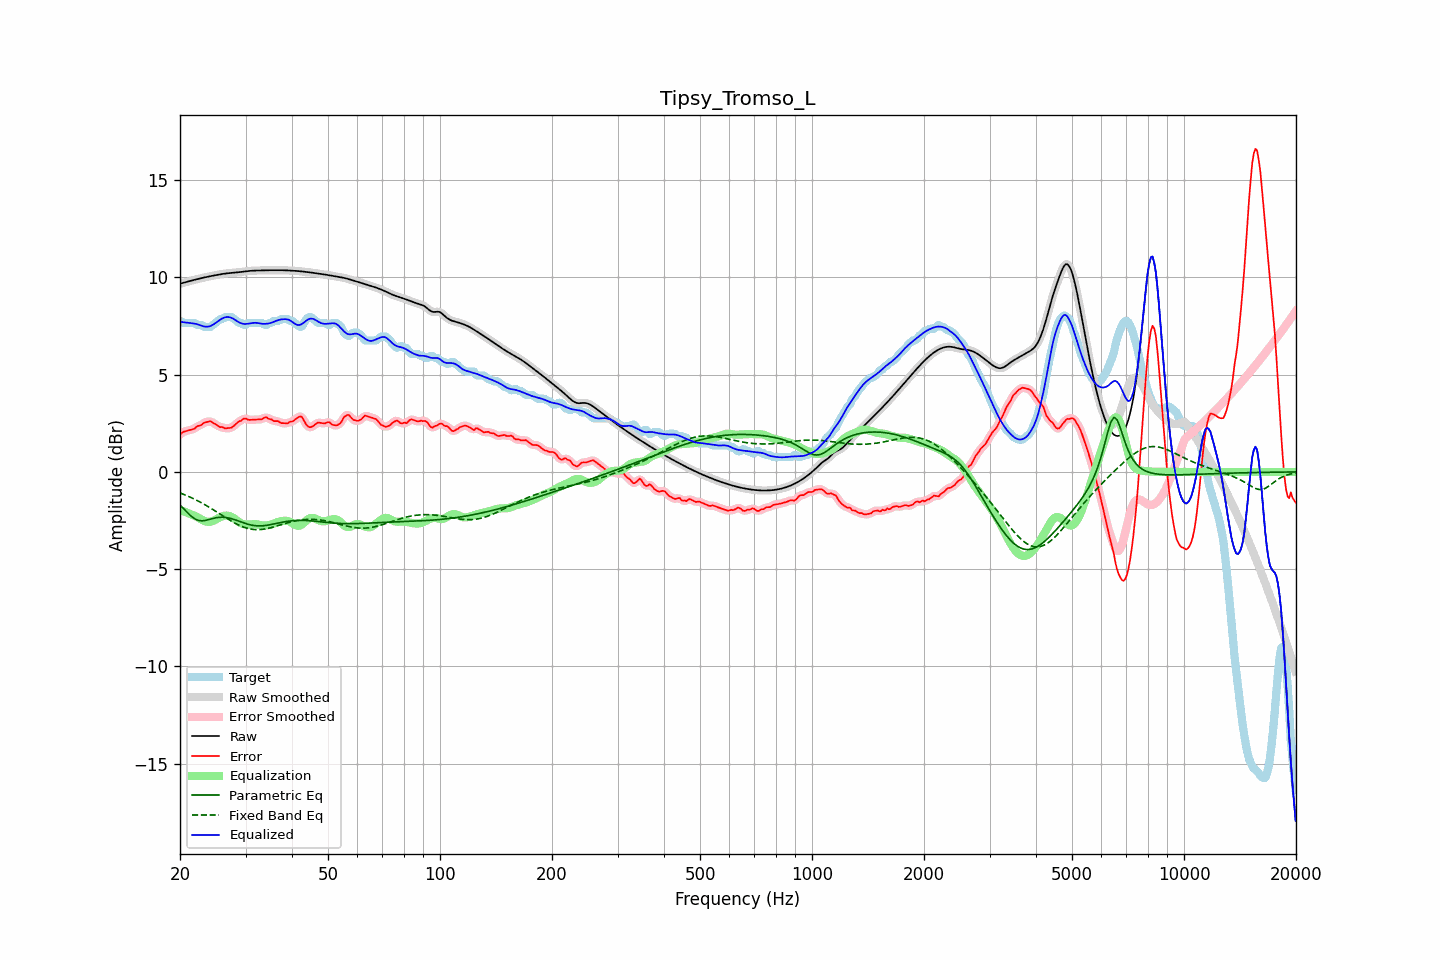 Tipsy_Tromso_L
Amplitude (dBr)
15
10
5
0
−5
−10
−15
Target
Raw Smoothed
Error Smoothed
Raw
Error
Equalization
Parametric Eq
Fixed Band Eq
Equalized
20 50 100 200 500 1000 2000 5000 10000 20000
Frequency (Hz)